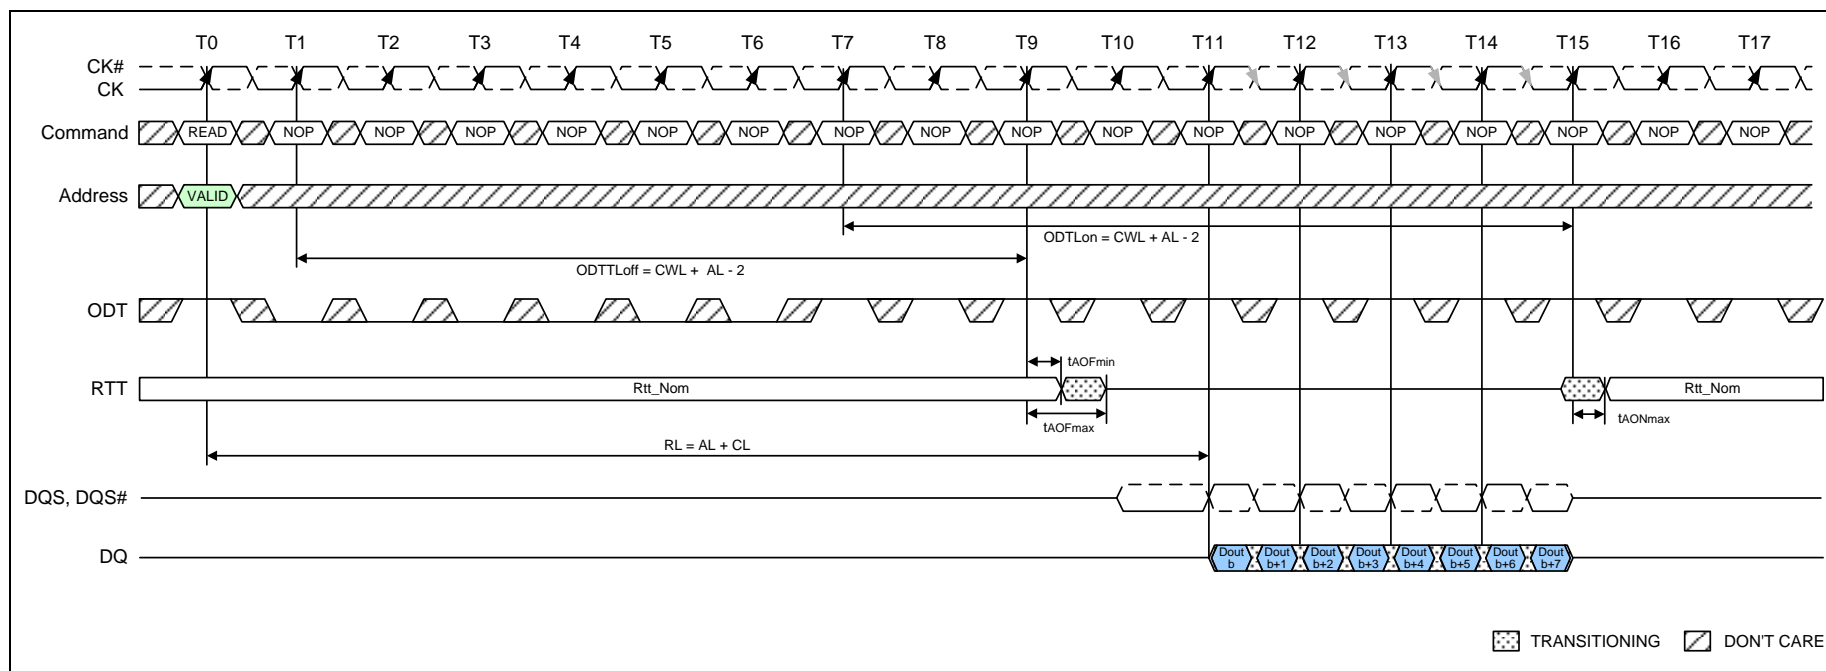 T0 T1 T2 T3 T4 T5 T6 T7 T8 T9 T10 T11 T12 T13 T14 T15 T16 T17
CK#
CK
Command READ NOP NOP NOP NOP NOP NOP NOP NOP NOP NOP NOP NOP NOP NOP NOP NOP NOP
Address VALID
ODTLon = CWL + AL - 2
ODTTLoff = CWL + AL - 2
ODT
tAOFmin
RTT Rtt_Nom Rtt_Nom
tAOFmax tAONmax
RL = AL + CL
DQS, DQS#
DQ Dout b Dout b+1 Dout b+2 Dout b+3 Dout b+4 Dout b+5 Dout b+6 Dout b+7
TRANSITIONING DON'T CARE